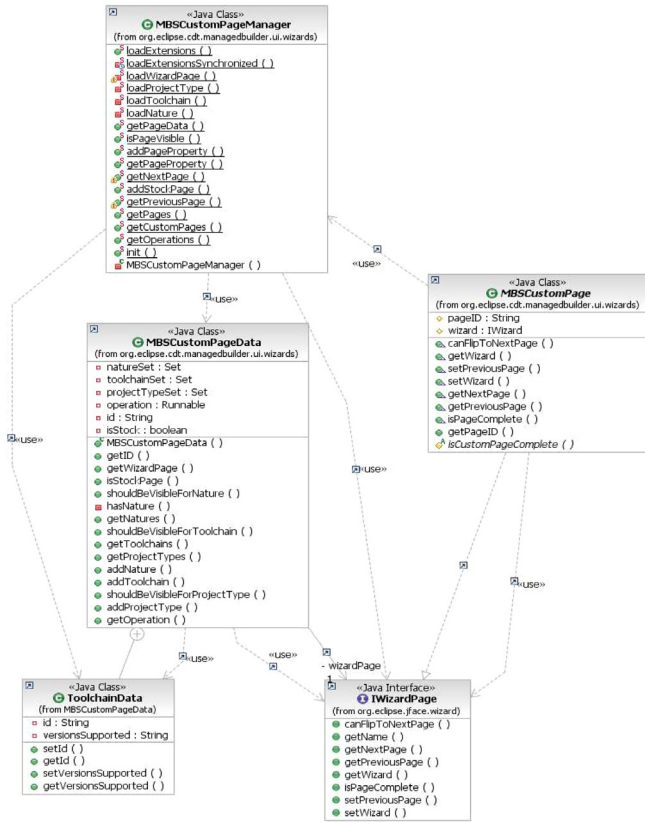 «Java Class»
MBSCustomPageManager
(from org.eclipse.cdt.managedbuilder.ui.wizards)
loadExtensions ( )
loadExtensionsSynchronized ( )
loadWizardPage ( )
loadProjectType ( )
loadToolchain ( )
loadNature ( )
getPageData ( )
isPageVisible ( )
addPageProperty ( )
getPageProperty ( )
getNextPage ( )
addStockPage ( )
getPreviousPage ( )
getPages ( )
getCustomPages ( )
getOperations ( )
init ( )
MBSCustomPageManager ( )
«use»
«Java Class»
MBSCustomPage
(from org.eclipse.cdt.managedbuilder.ui.wizards)
pageID : String
wizard : IWizard
canFlipToNextPage ( )
getWizard ( )
setPreviousPage ( )
setWizard ( )
getNextPage ( )
getPreviousPage ( )
isPageComplete ( )
getPageID ( )
isCustomPageComplete ( )
«use»
«Java Class»
MBSCustomPageData
(from org.eclipse.cdt.managedbuilder.ui.wizards)
natureSet : Set
toolchainSet : Set
projectTypeSet : Set
operation : Runnable
id : String
isStock : boolean
MBSCustomPageData ( )
getID ( )
getWizardPage ( )
isStockPage ( )
shouldBeVisibleForNature ( )
hasNature ( )
getNatures ( )
shouldBeVisibleForToolchain ( )
getToolchains ( )
getProjectTypes ( )
addNature ( )
addToolchain ( )
shouldBeVisibleForProjectType ( )
addProjectType ( )
getOperation ( )
«use»
«use»
«use»
«use»
«use»
- wizardPage
1
«Java Class»
ToolchainData
(from MBSCustomPageData)
id : String
versionsSupported : String
setId ( )
getId ( )
setVersionsSupported ( )
getVersionsSupported ( )
«Java Interface»
IWizardPage
(from org.eclipse.jface.wizard)
canFlipToNextPage ( )
getName ( )
getNextPage ( )
getPreviousPage ( )
getWizard ( )
isPageComplete ( )
setPreviousPage ( )
setWizard ( )